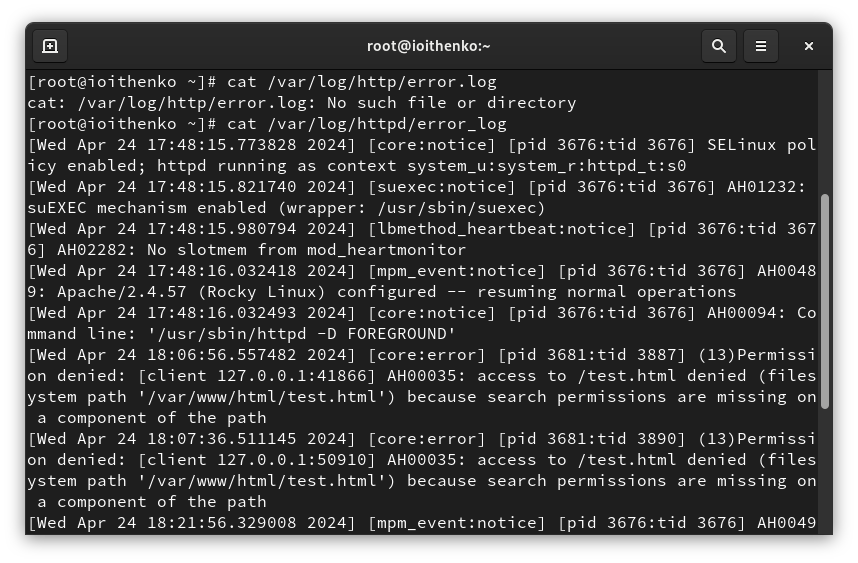 root@ioithenko:~
[root@ioithenko ~]# cat /var/log/http/error.log
cat: /var/log/http/error.log: No such file or directory
[root@ioithenko ~]# cat /var/log/httpd/error_log
[Wed Apr 24 17:48:15.773828 2024] [core:notice] [pid 3676:tid 3676] SELinux pol
icy enabled; httpd running as context system_u:system_r:httpd_t:s0
[Wed Apr 24 17:48:15.821740 2024] [suexec:notice] [pid 3676:tid 3676] AH01232:
suEXEC mechanism enabled (wrapper: /usr/sbin/suexec)
[Wed Apr 24 17:48:15.980794 2024] [lbmethod_heartbeat:notice] [pid 3676:tid 367
6] AH02282: No slotmem from mod_heartmonitor
[Wed Apr 24 17:48:16.032418 2024] [mpm_event:notice] [pid 3676:tid 3676] AH0048
9: Apache/2.4.57 (Rocky Linux) configured -- resuming normal operations
[Wed Apr 24 17:48:16.032493 2024] [core:notice] [pid 3676:tid 3676] AH00094: Co
mmand line: '/usr/sbin/httpd -D FOREGROUND'
[Wed Apr 24 18:06:56.557482 2024] [core:error] [pid 3681:tid 3887] (13)Permissi
on denied: [client 127.0.0.1:41866] AH00035: access to /test.html denied (files
ystem path '/var/www/html/test.html') because search permissions are missing on
 a component of the path
[Wed Apr 24 18:07:36.511145 2024] [core:error] [pid 3681:tid 3890] (13)Permissi
on denied: [client 127.0.0.1:50910] AH00035: access to /test.html denied (files
ystem path '/var/www/html/test.html') because search permissions are missing on
 a component of the path
[Wed Apr 24 18:21:56.329008 2024] [mpm_event:notice] [pid 3676:tid 3676] AH0049